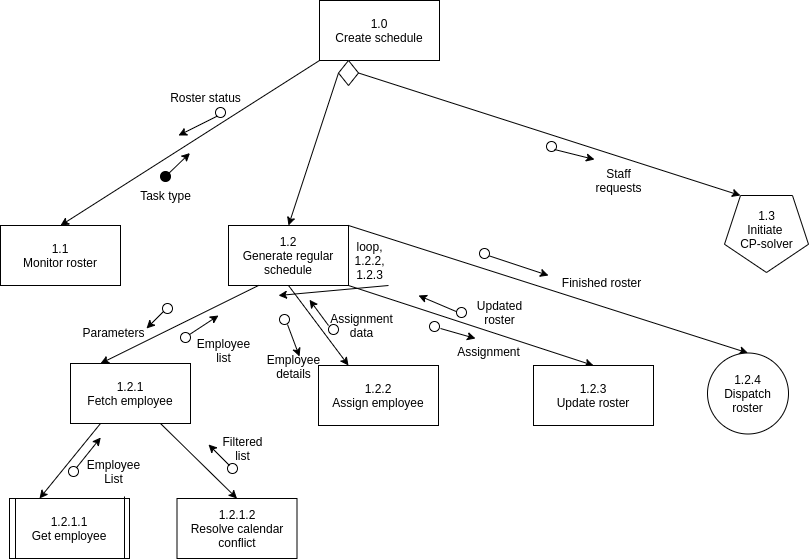 1.0
Create schedule
Roster status
Task type
Staff
requests
1.1
Monitor roster
1.2
Generate regular
schedule
loop,
1.2.2,
1.2.3
1.3
Initiate
CP-solver
Finished roster
Parameters
Employee
list
Employee
details
Assignment
data
Updated
roster
Assignment
1.2.1
Fetch employee
1.2.2
Assign employee
1.2.3
Update roster
1.2.4
Dispatch
roster
Employee
List
Filtered
list
1.2.1.1
Get employee
1.2.1.2
Resolve calendar
conflict